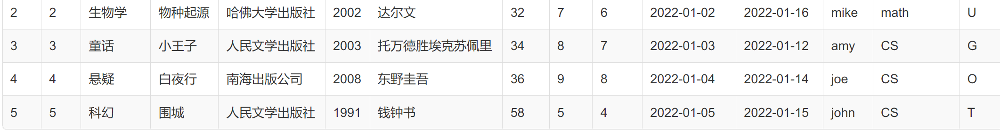 2 2 生物学 物种起源 哈佛大学出版社 2002 达尔文 32 7 6 2022-01-02 2022-01-16 mike math U
3 3 童话 小王子 人民文学出版社 2003 托万德胜埃克苏佩里 34 8 7 2022-01-03 2022-01-12 amy CS G
4 4 悬疑 白夜行 南海出版公司 2008 东野圭吾 36 9 8 2022-01-04 2022-01-14 joe CS O
5 5 科幻 围城 人民文学出版社 1991 钱钟书 58 5 4 2022-01-05 2022-01-15 john CS T